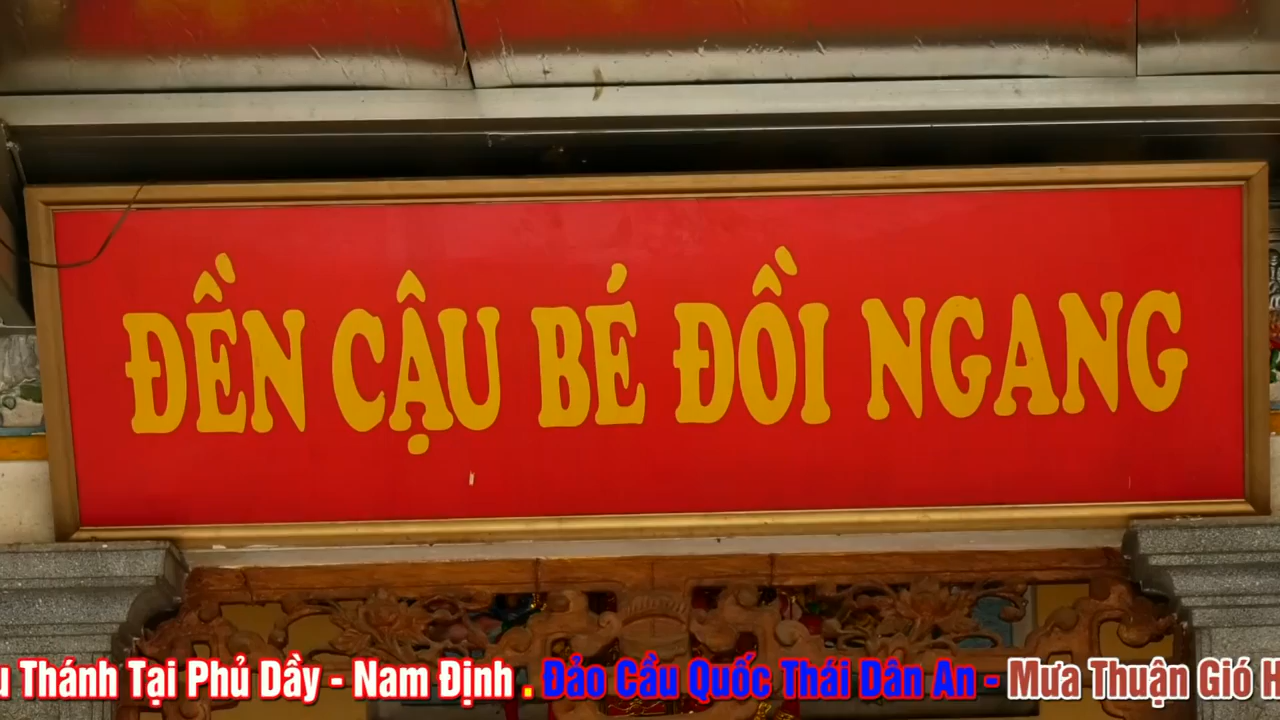 ĐỀN CẬU BÉ ĐỒI NGANG
Thánh Tại Phủ Dầy - Nam Định . Đảo Cầu Quốc Thái Dân An - Mưa Thuận Gió